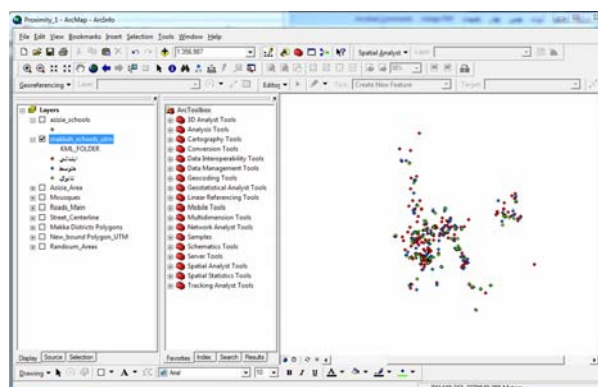 Proximity_1 - ArcMap - ArcInfo
File Edit View Bookmarks Insert Selection Tools Window Help
1:356,987
Spatial Analyst Layer:
Georeferencing Layer:
Editor Task: Create New Feature Target:
Layers
azizia_schools
makkah_schools_utm
KML_FOLDER
ابتدائي
متوسط
ثانوي
Azizia_Area
Mousques
Roads_Main
Street_Centerline
Makka Districts Polygons
New_bound Polygon_UTM
Randoum_Areas
Display Source Selection
ArcToolbox
3D Analyst Tools
Analysis Tools
Cartography Tools
Conversion Tools
Data Interoperability Tools
Data Management Tools
Geocoding Tools
Geostatistical Analyst Tools
Linear Referencing Tools
Mobile Tools
Multidimension Tools
Network Analyst Tools
Samples
Schematics Tools
Server Tools
Spatial Analyst Tools
Spatial Statistics Tools
Tracking Analyst Tools
Favorites Index Search Results
Drawing A Arial 10 B I U A